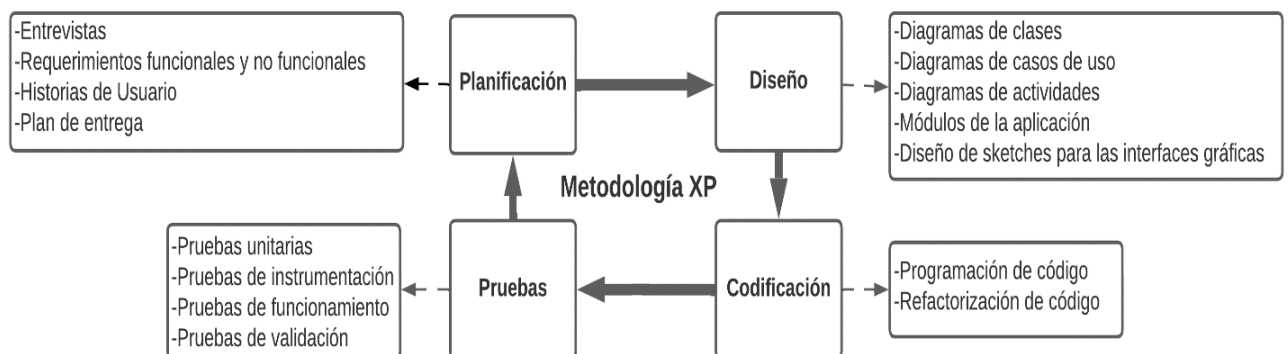 -Entrevistas
-Requerimientos funcionales y no funcionales
-Historias de Usuario
-Plan de entrega
Planificación
Diseño
-Diagramas de clases
-Diagramas de casos de uso
-Diagramas de actividades
-Módulos de la aplicación
-Diseño de sketches para las interfaces gráficas
Metodología XP
-Pruebas unitarias
-Pruebas de instrumentación
-Pruebas de funcionamiento
-Pruebas de validación
Pruebas
Codificación
-Programación de código
-Refactorización de código